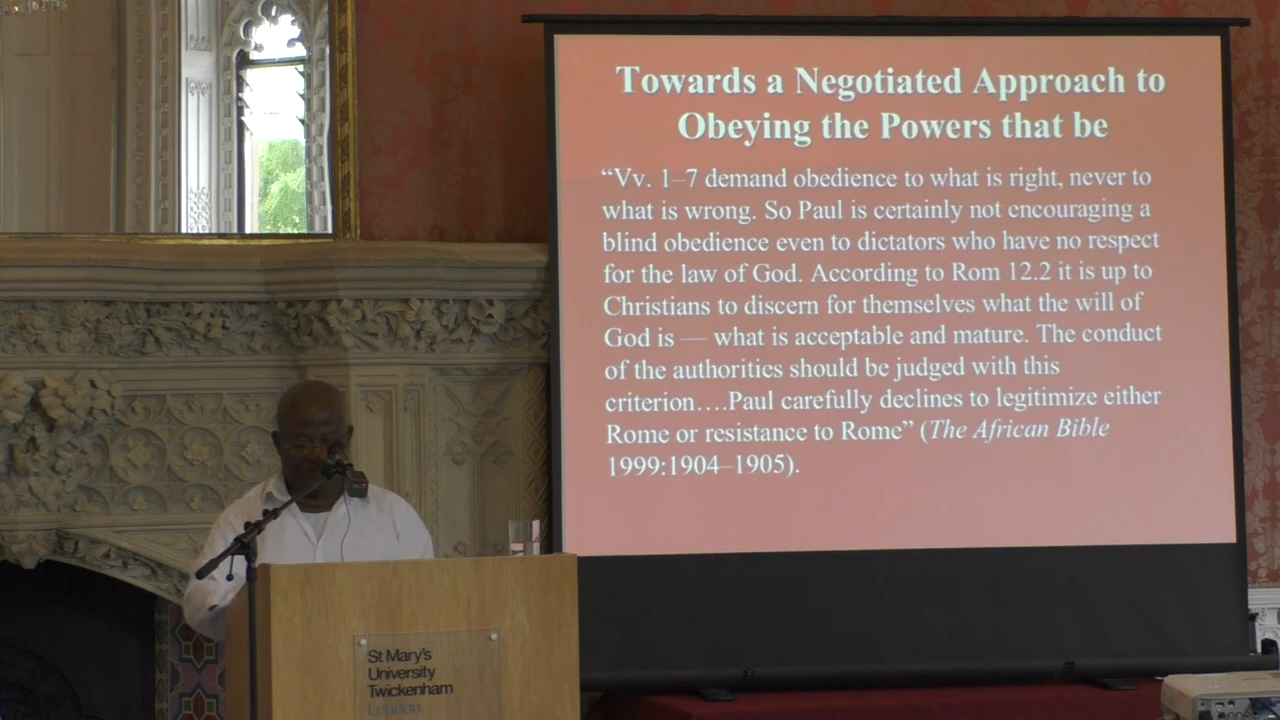 Towards a Negotiated Approach to
Obeying the Powers that be
“Vv. 1–7 demand obedience to what is right, never to
what is wrong. So Paul is certainly not encouraging a
blind obedience even to dictators who have no respect
for the law of God. According to Rom 12.2 it is up to
Christians to discern for themselves what the will of
God is — what is acceptable and mature. The conduct
of the authorities should be judged with this
criterion….Paul carefully declines to legitimize either
Rome or resistance to Rome” (The African Bible
1999:1904–1905).
St Mary's
University
Twickenham
London